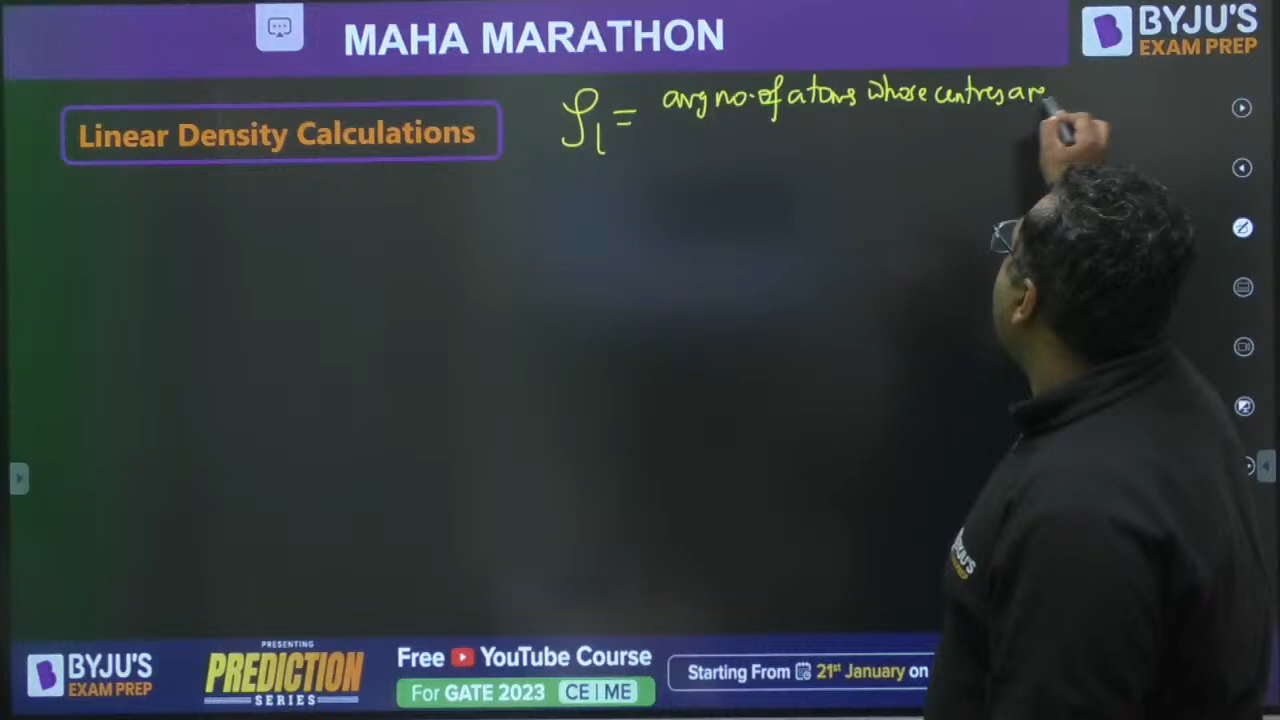 MAHA MARATHON
BYJU'S
EXAM PREP
Linear Density Calculations
ρ_l = avg no. of atoms whose centres are
BYJU'S
EXAM PREP
PRESENTING
PREDICTION
SERIES
Free YouTube Course
For GATE 2023 CE | ME
Starting From 21st January on